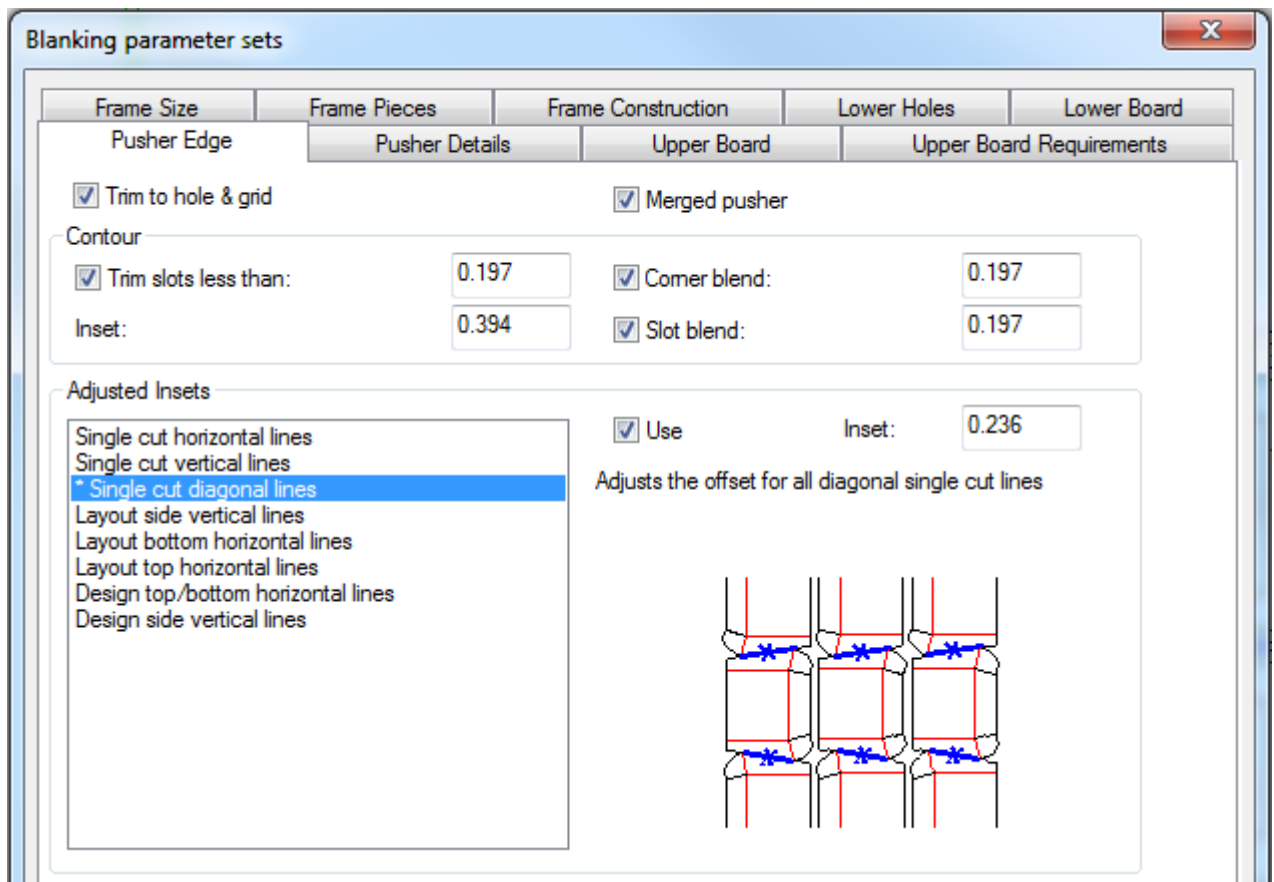 Blanking parameter sets
X
Frame Size
Frame Pieces
Frame Construction
Lower Holes
Lower Board
Pusher Edge
Pusher Details
Upper Board
Upper Board Requirements
Trim to hole & grid
Merged pusher
Contour
Trim slots less than:
0.197
Corner blend:
0.197
Inset:
0.394
Slot blend:
0.197
Adjusted Insets
Single cut horizontal lines
Single cut vertical lines
* Single cut diagonal lines
Layout side vertical lines
Layout bottom horizontal lines
Layout top horizontal lines
Design top/bottom horizontal lines
Design side vertical lines
Use
Inset:
0.236
Adjusts the offset for all diagonal single cut lines